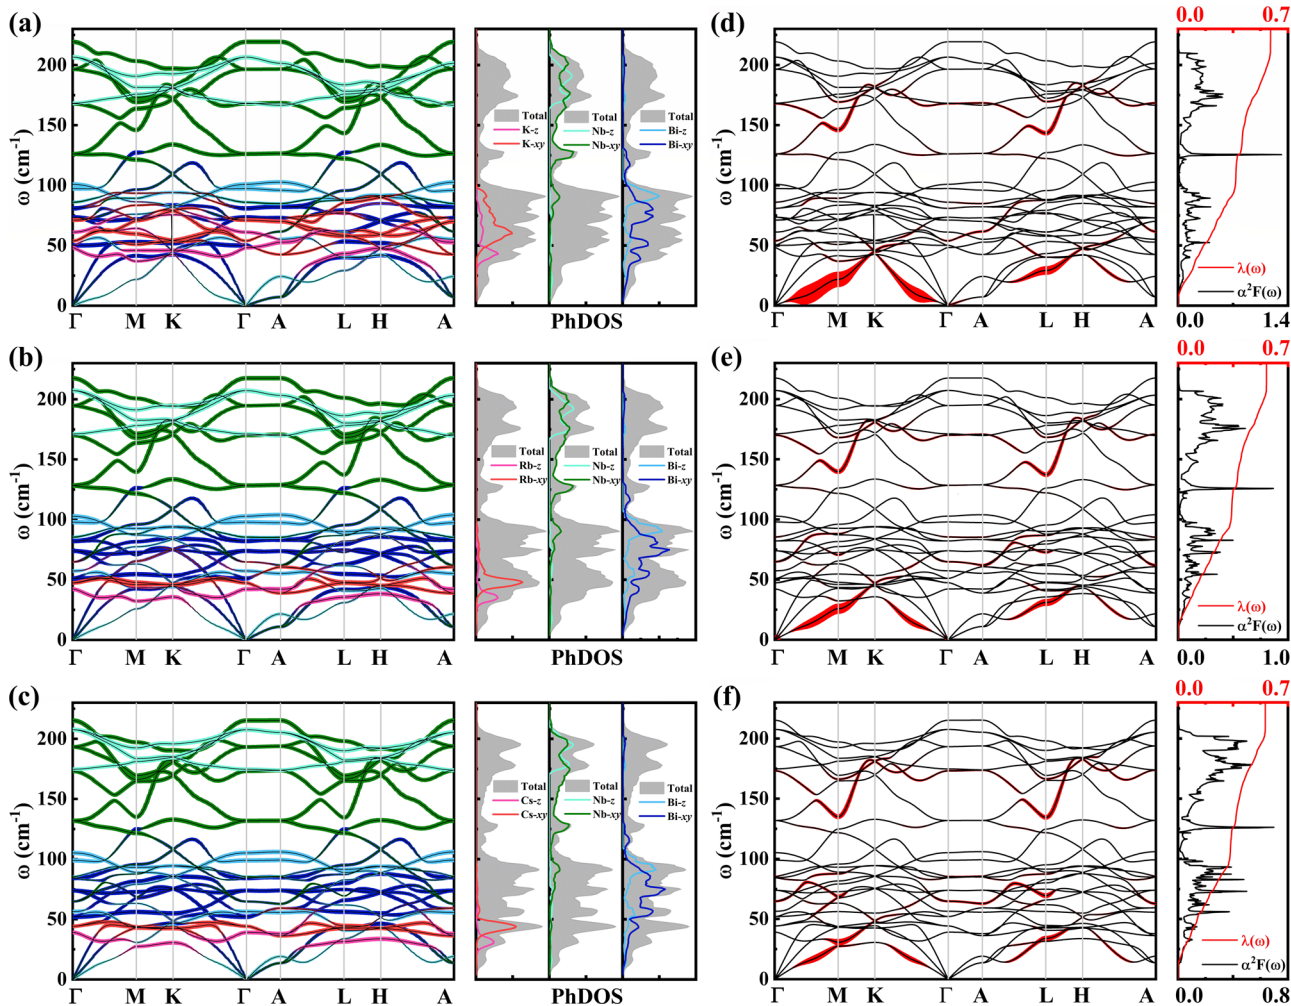 (a)
ω (cm-1)
200
150
100
50
0
Γ M K Γ A L H A
Total
K-z
K-xy
Total
Nb-z
Nb-xy
Total
Bi-z
Bi-xy
PhDOS
(d)
ω (cm-1)
200
150
100
50
0
Γ M K Γ A L H A
0.0 0.7
λ(ω)
α2F(ω)
0.0 1.4
(b)
ω (cm-1)
200
150
100
50
0
Γ M K Γ A L H A
Total
Rb-z
Rb-xy
Total
Nb-z
Nb-xy
Total
Bi-z
Bi-xy
PhDOS
(e)
ω (cm-1)
200
150
100
50
0
Γ M K Γ A L H A
0.0 0.7
λ(ω)
α2F(ω)
0.0 1.0
(c)
ω (cm-1)
200
150
100
50
0
Γ M K Γ A L H A
Total
Cs-z
Cs-xy
Total
Nb-z
Nb-xy
Total
Bi-z
Bi-xy
PhDOS
(f)
ω (cm-1)
200
150
100
50
0
Γ M K Γ A L H A
0.0 0.7
λ(ω)
α2F(ω)
0.0 0.8